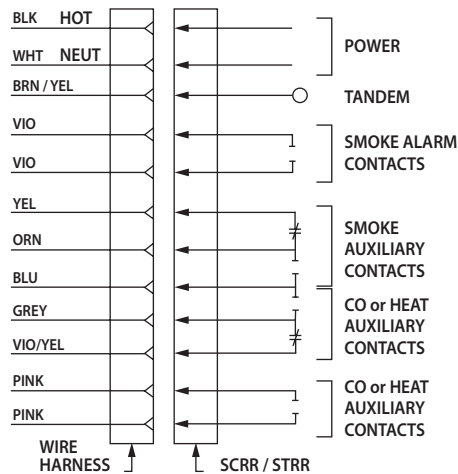 BLK HOT
WHT NEUT
BRN / YEL
VIO
VIO
YEL
ORN
BLU
GREY
VIO/YEL
PINK
PINK
WIRE
HARNESS
SCRR / STRR
POWER
TANDEM
SMOKE ALARM
CONTACTS
SMOKE
AUXILIARY
CONTACTS
CO or HEAT
AUXILIARY
CONTACTS
CO or HEAT
AUXILIARY
CONTACTS